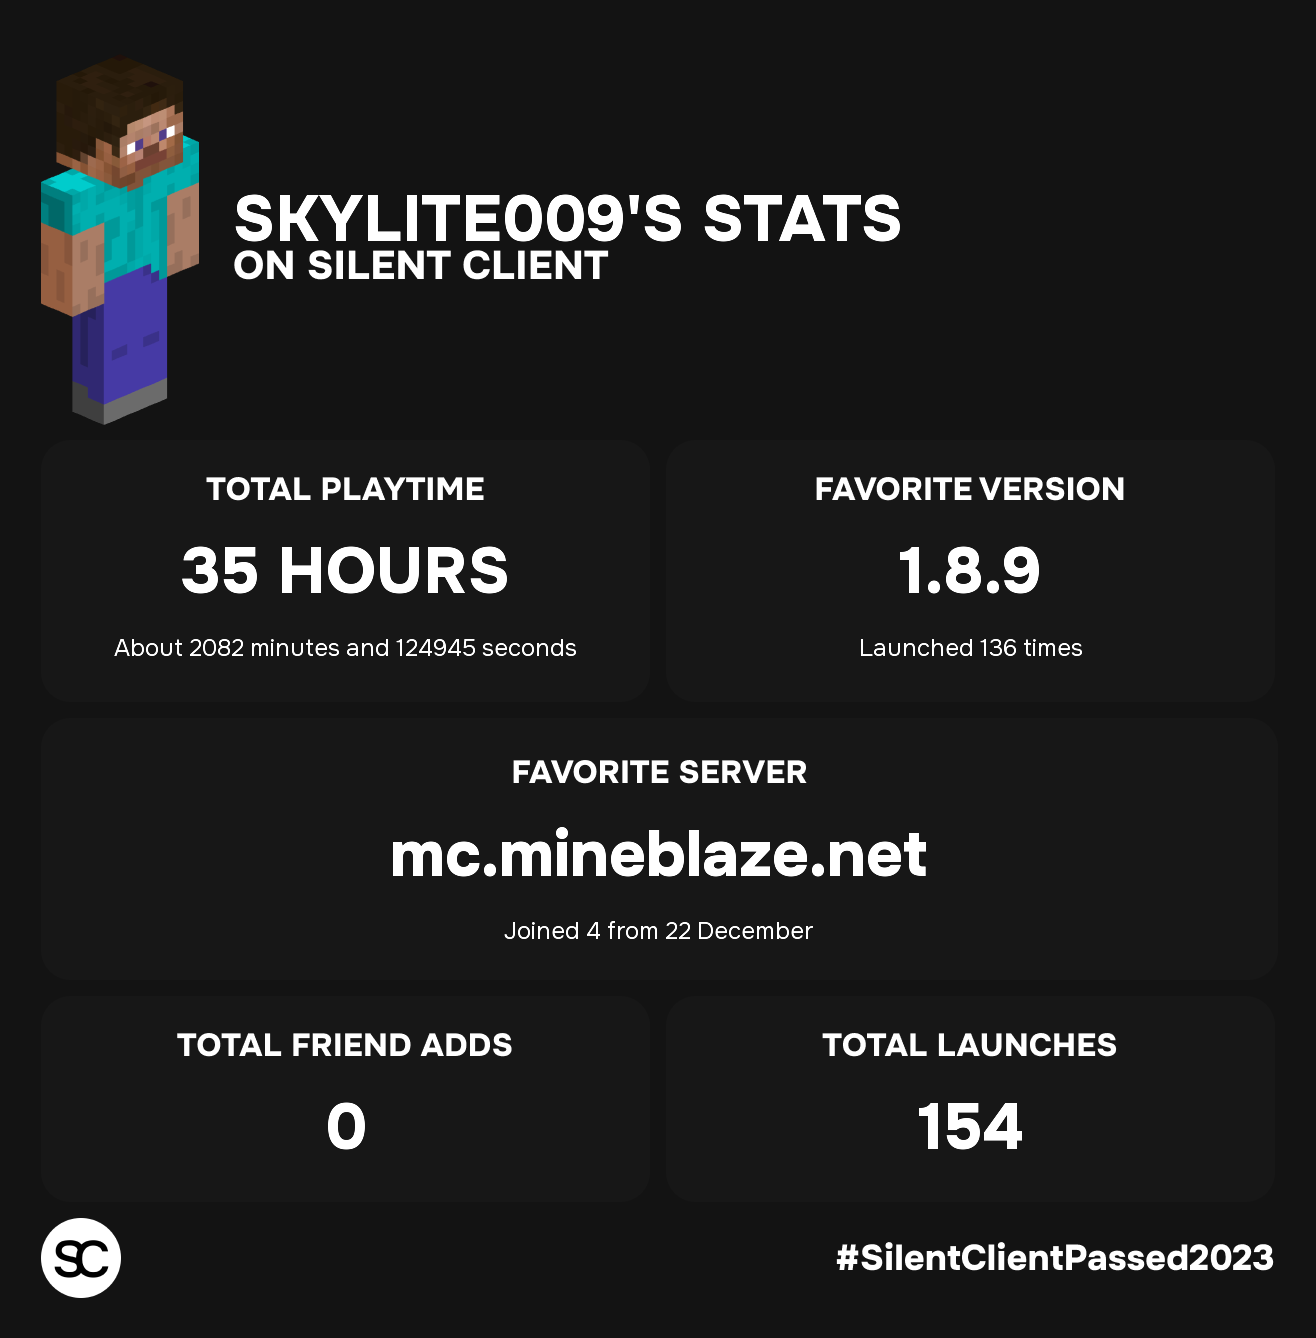 SKYLITE009'S STATS
ON SILENT CLIENT
TOTAL PLAYTIME
35 HOURS
About 2082 minutes and 124945 seconds
FAVORITE VERSION
1.8.9
Launched 136 times
FAVORITE SERVER
mc.mineblaze.net
Joined 4 from 22 December
TOTAL FRIEND ADDS
0
TOTAL LAUNCHES
154
SC
#SilentClientPassed2023